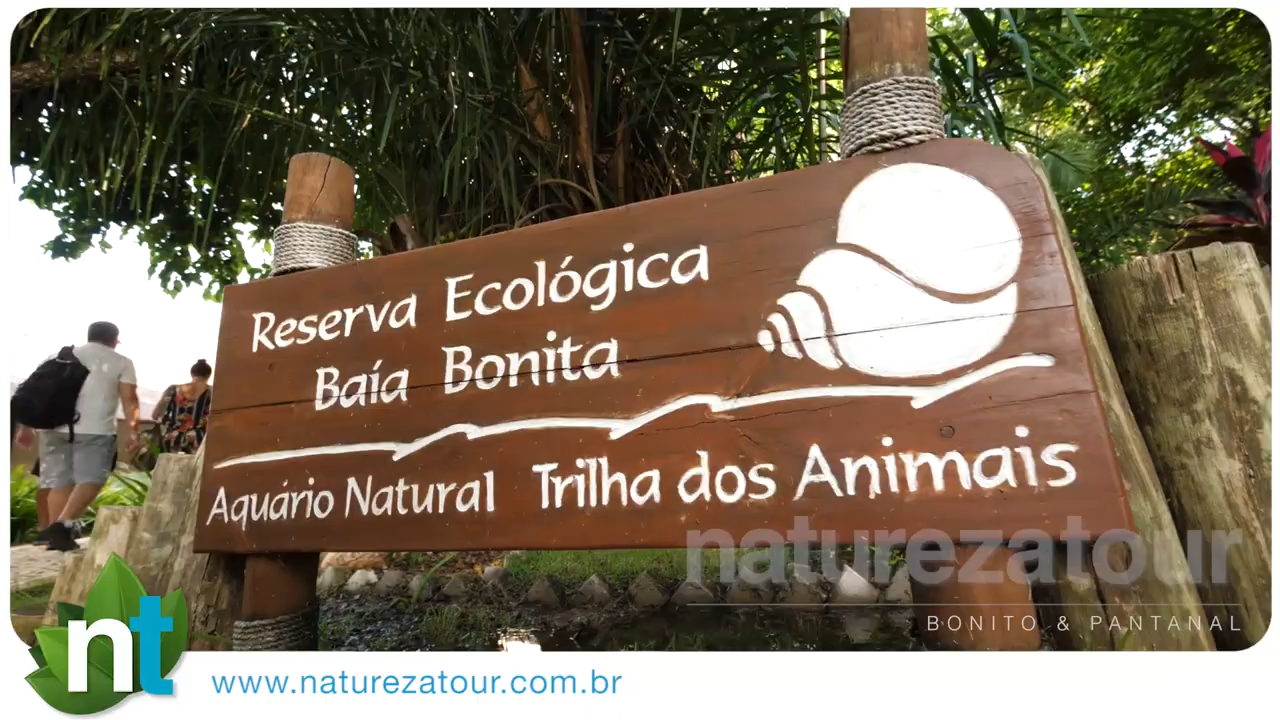 Reserva Ecológica
Baía Bonita
Aquário Natural Trilha dos Animais
naturezatour
BONITO & PANTANAL
nt
www.naturezatour.com.br